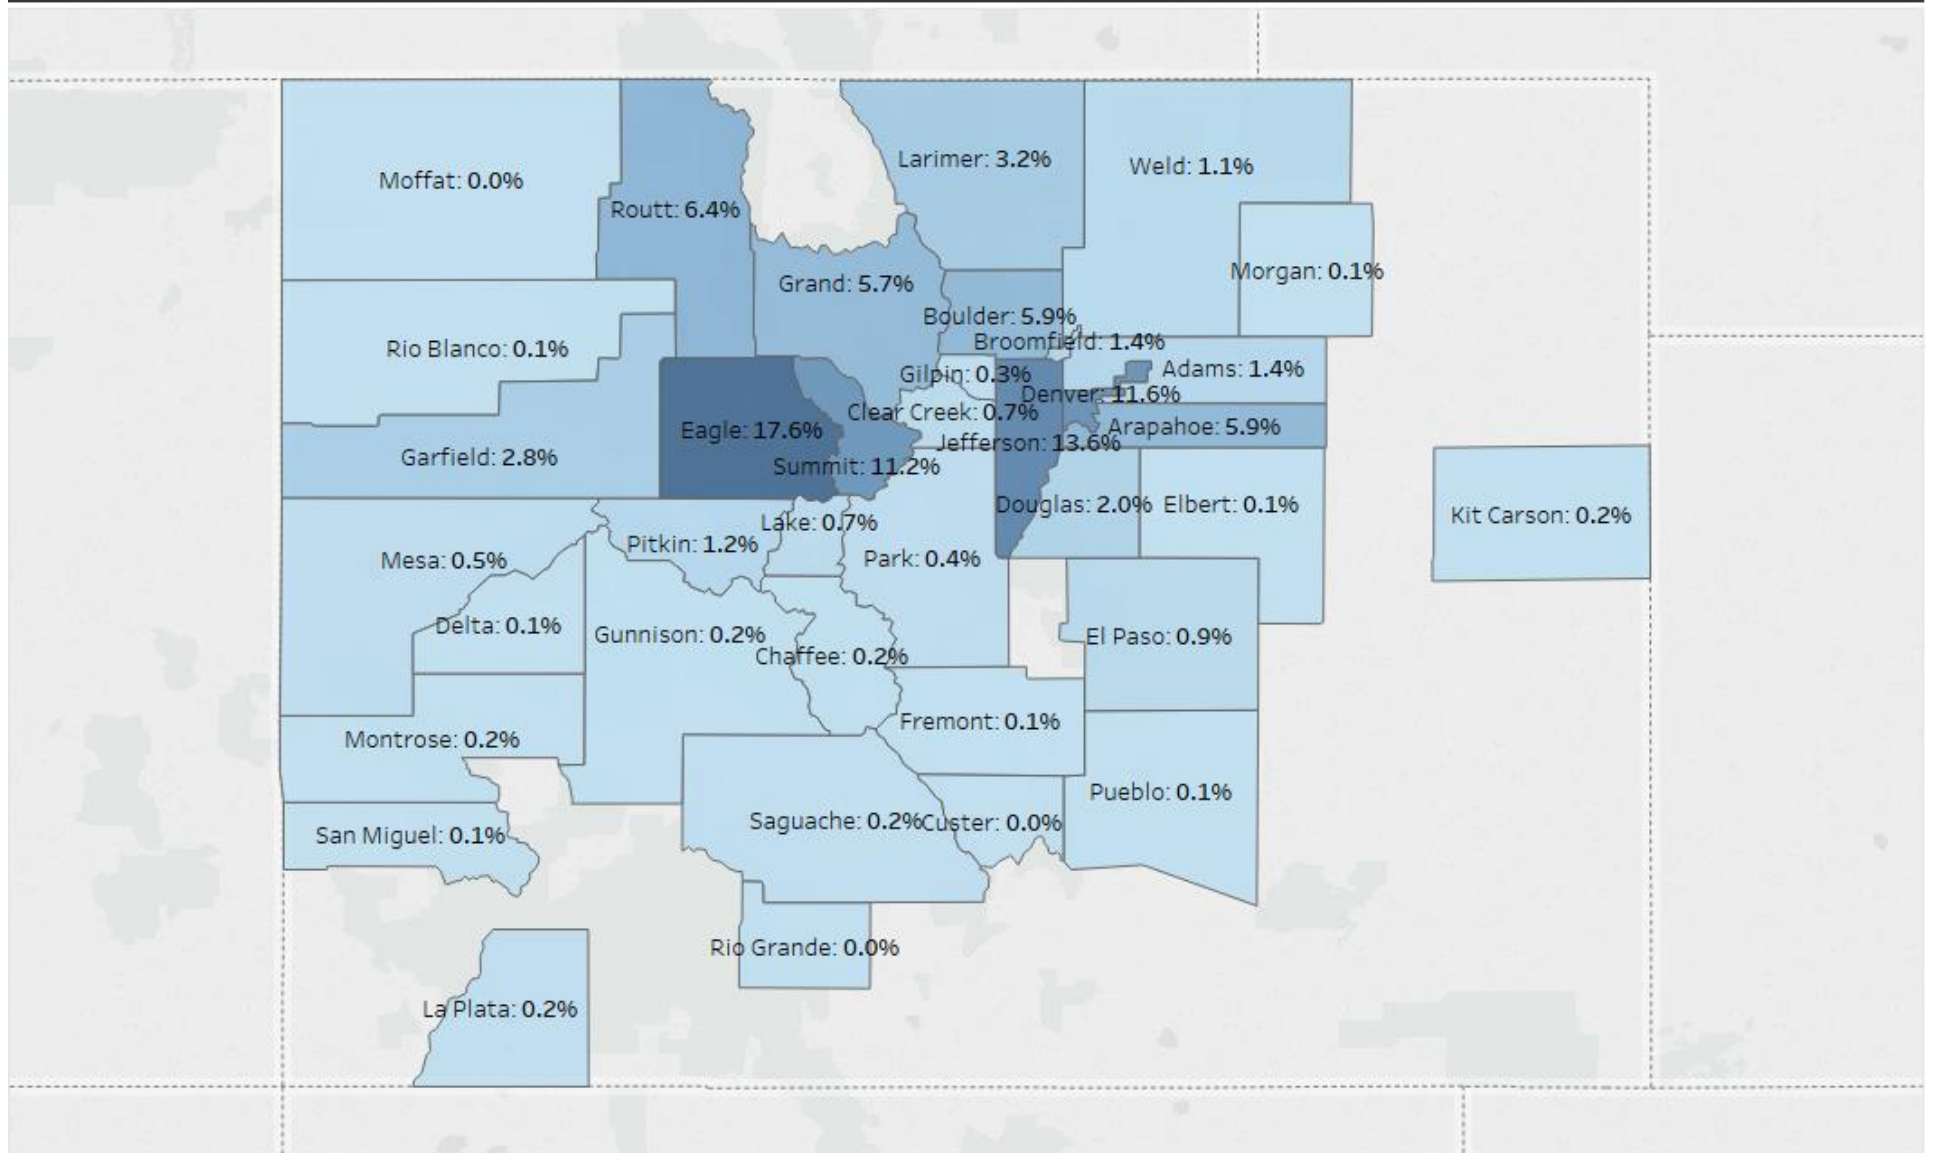 Larimer: 3.2%
Weld: 1.1%
Moffat: 0.0%
Routt: 6.4%
Morgan: 0.1%
Grand: 5.7%
Boulder: 5.9%
Broomfield: 1.4%
Rio Blanco: 0.1%
Gilpin: 0.3%
Adams: 1.4%
Denver: 11.6%
Clear Creek: 0.7%
Arapahoe: 5.9%
Eagle: 17.6%
Jefferson: 13.6%
Garfield: 2.8%
Summit: 11.2%
Douglas: 2.0%
Elbert: 0.1%
Kit Carson: 0.2%
Lake: 0.7%
Pitkin: 1.2%
Mesa: 0.5%
Park: 0.4%
Delta: 0.1%
Gunnison: 0.2%
El Paso: 0.9%
Chaffee: 0.2%
Fremont: 0.1%
Montrose: 0.2%
Pueblo: 0.1%
Saguache: 0.2%
Custer: 0.0%
San Miguel: 0.1%
Rio Grande: 0.0%
La Plata: 0.2%